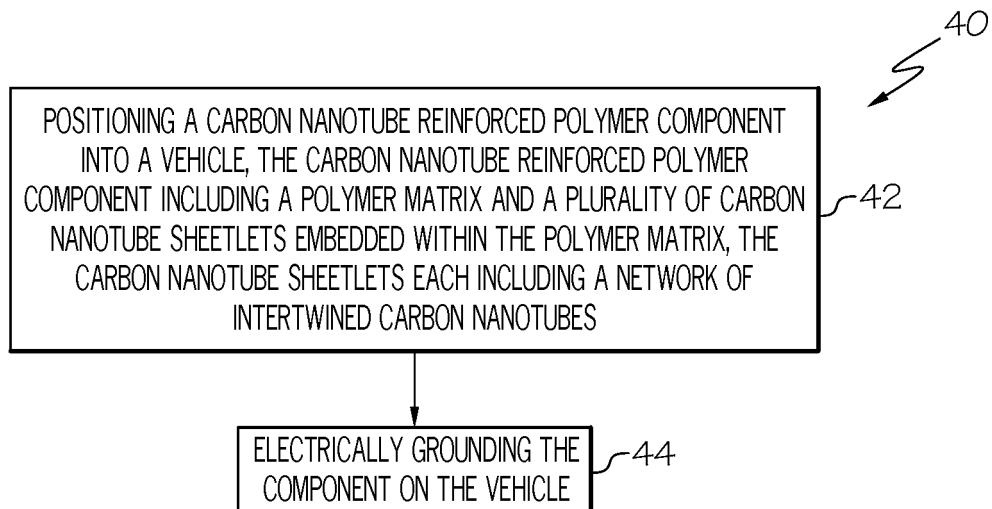 40
POSITIONING A CARBON NANOTUBE REINFORCED POLYMER COMPONENT
INTO A VEHICLE, THE CARBON NANOTUBE REINFORCED POLYMER
COMPONENT INCLUDING A POLYMER MATRIX AND A PLURALITY OF CARBON
NANOTUBE SHEETLETS EMBEDDED WITHIN THE POLYMER MATRIX, THE
CARBON NANOTUBE SHEETLETS EACH INCLUDING A NETWORK OF
INTERTWINED CARBON NANOTUBES
42
ELECTRICALLY GROUNDING THE
COMPONENT ON THE VEHICLE
44